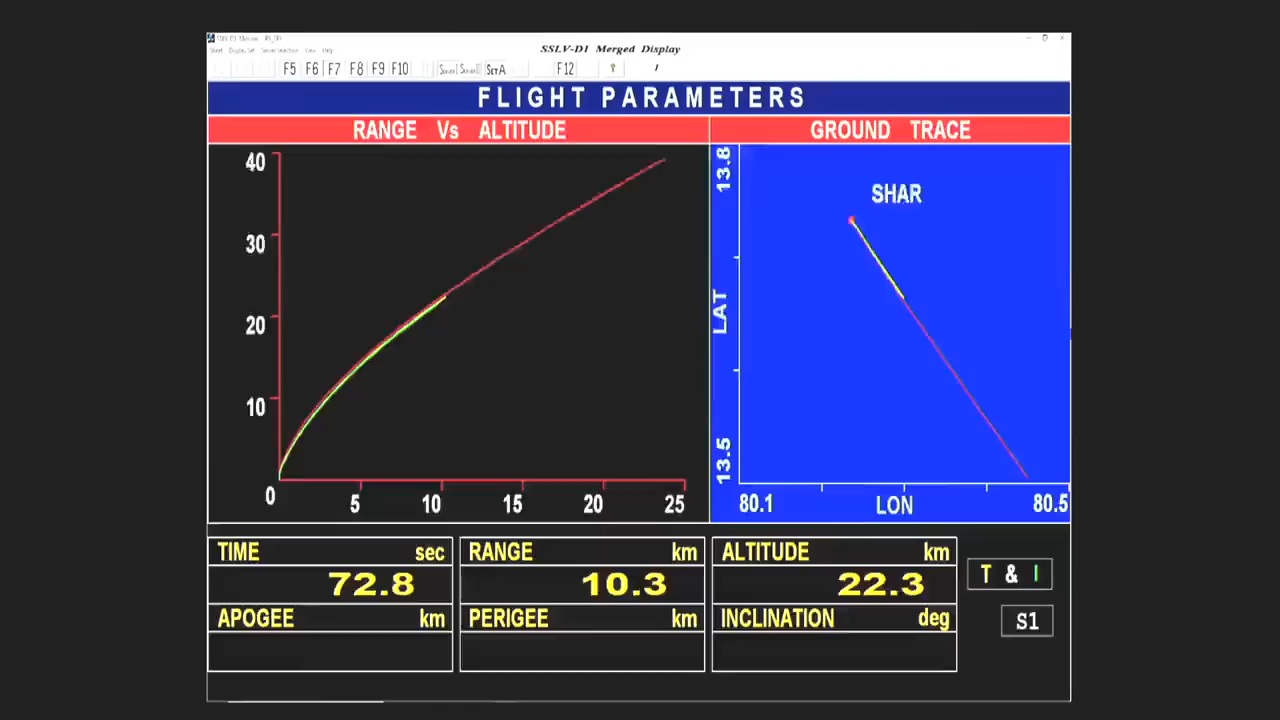 SSLV-D1 Merged Display
F5 F6 F7 F8 F9 F10 SetA F12
FLIGHT PARAMETERS
RANGE Vs ALTITUDE
GROUND TRACE
40
30
20
10
0 5 10 15 20 25
SHAR
13.8
LAT
13.5
80.1 LON 80.5
TIME sec
72.8
RANGE km
10.3
ALTITUDE km
22.3
T & I
APOGEE km
PERIGEE km
INCLINATION deg
S1